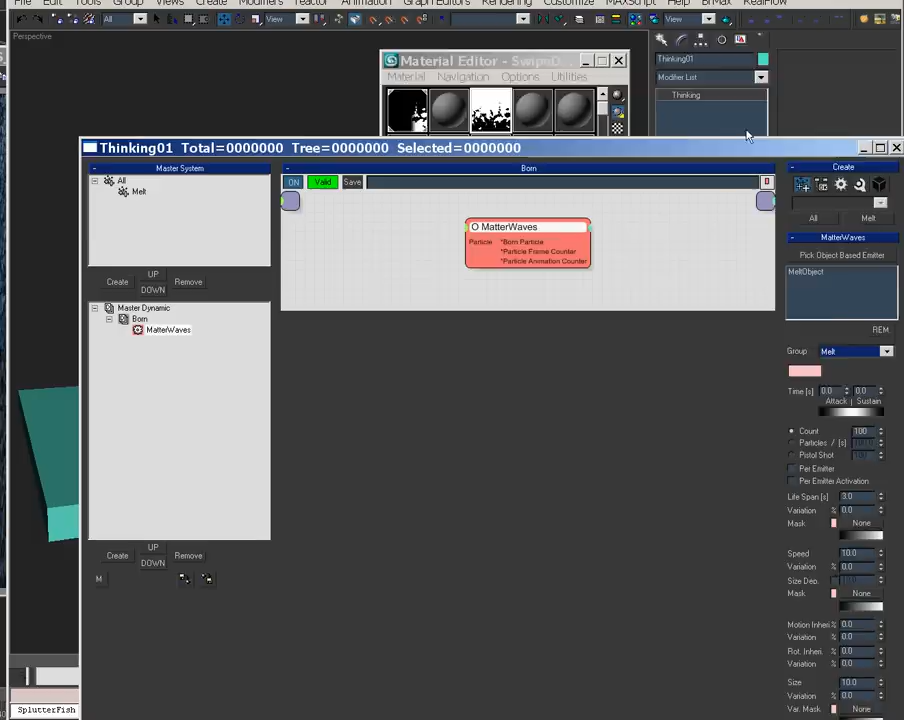 File Edit Tools Group Views Create Modifiers reactor Animation Graph Editors Rendering Customize MAXScript Help BrMax RealFlow
All View View
Perspective
Thinking01
Modifier List
Thinking
Material Editor -
Material Navigation Options Utilities
Thinking01 Total=0000000 Tree=0000000 Selected=0000000
Master System
All
Melt
Create UP DOWN Remove
Master Dynamic
Born
MatterWaves
Create UP DOWN Remove
M
Born
ON Valid Save
O MatterWaves
Particle *Born Particle
*Particle Frame Counter
*Particle Animation Counter
Create
All Melt
MatterWaves
Pick Object Based Emitter
MeltObject
REM.
Group Melt
Time [s] 0.0 0.0
Attack Sustain
Count 100
Particles / [s]
Pistol Shot
Per Emitter
Per Emitter Activation
Life Span [s] 3.0
Variation % 0.0
Mask None
Speed 10.0
Variation % 0.0
Size Dep.
Mask None
Motion Inheri % 0.0
Variation % 0.0
Rot. Inheri. % 0.0
Variation % 0.0
Size 10.0
Variation % 0.0
Var. Mask None
SplutterFish